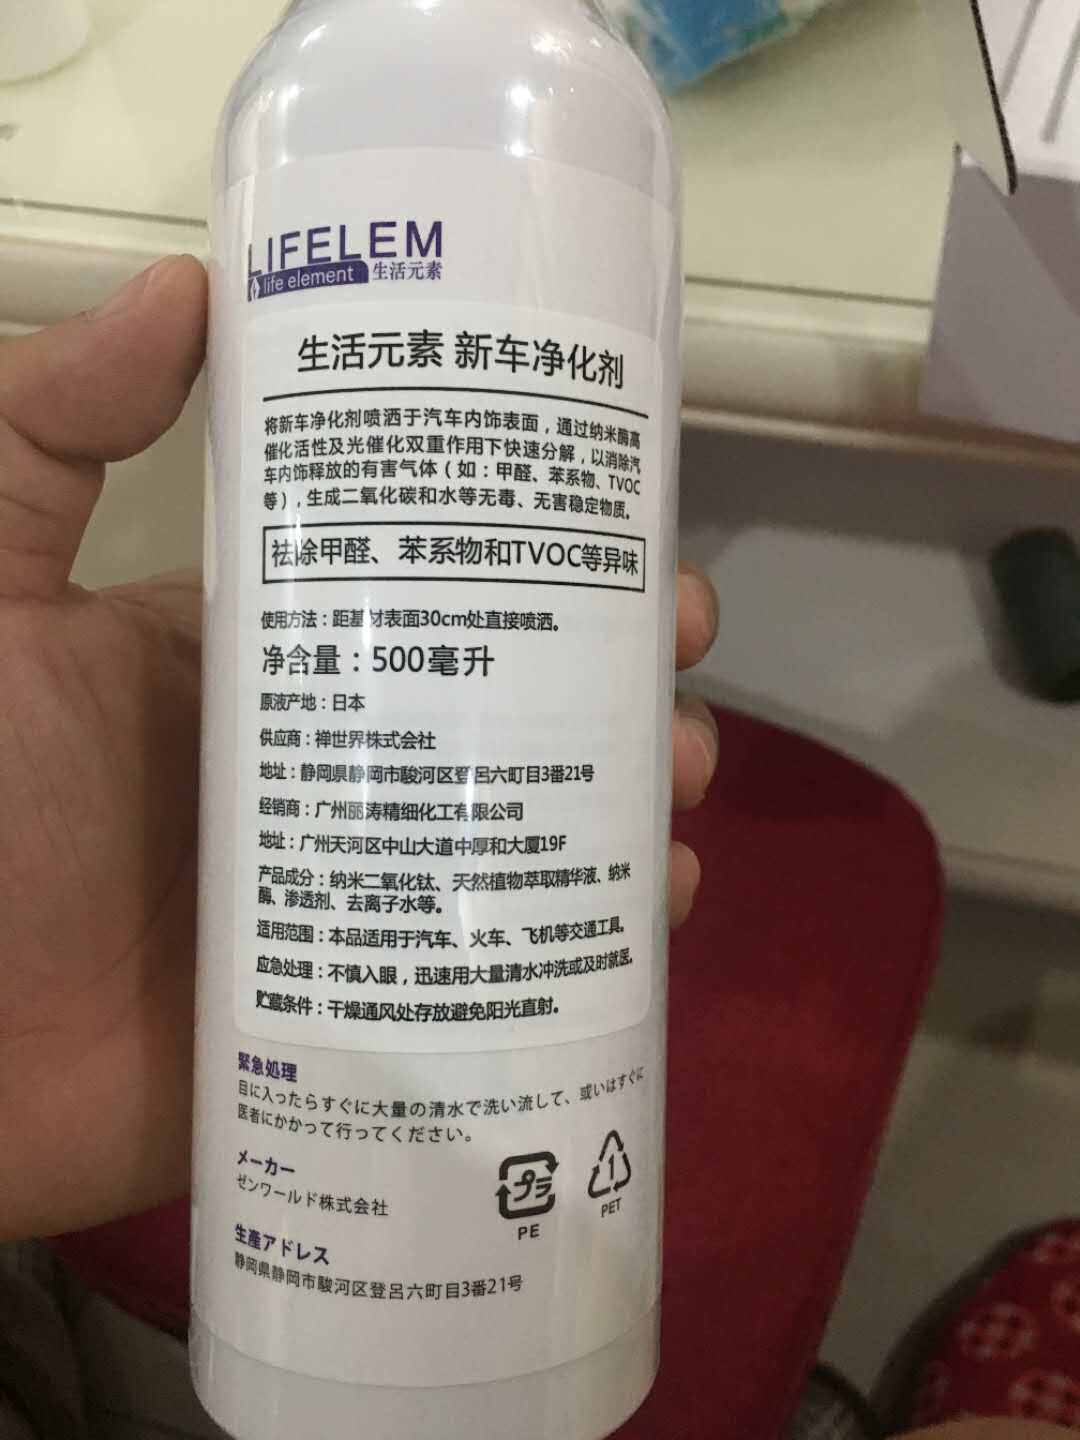 LIFELEM
life element 生活元素
生活元素 新车净化剂
将新车净化剂喷洒于汽车内饰表面，通过纳米酶高
催化活性及光催化双重作用下快速分解，以消除汽
车内饰释放的有害气体（如：甲醛、苯系物、TVOC
等），生成二氧化碳和水等无毒、无害稳定物质。
祛除甲醛、苯系物和TVOC等异味
使用方法：距基材表面30cm处直接喷洒。
净含量：500毫升
原液产地：日本
供应商：禅世界株式会社
地址：静岡県静岡市駿河区登呂六町目3番21号
经销商：广州丽涛精细化工有限公司
地址：广州天河区中山大道中厚和大厦19F
产品成分：纳米二氧化钛、天然植物萃取精华液、纳米
酶、渗透剂、去离子水等。
适用范围：本品适用于汽车、火车、飞机等交通工具。
应急处理：不慎入眼，迅速用大量清水冲洗或及时就医。
贮藏条件：干燥通风处存放避免阳光直射。
緊急処理
目に入ったらすぐに大量の清水で洗い流して、或いはすぐに
医者にかかって行ってください。
メーカー
ゼンワールド株式会社
プラ
PE
1
PET
生産アドレス
静岡県静岡市駿河区登呂六町目3番21号